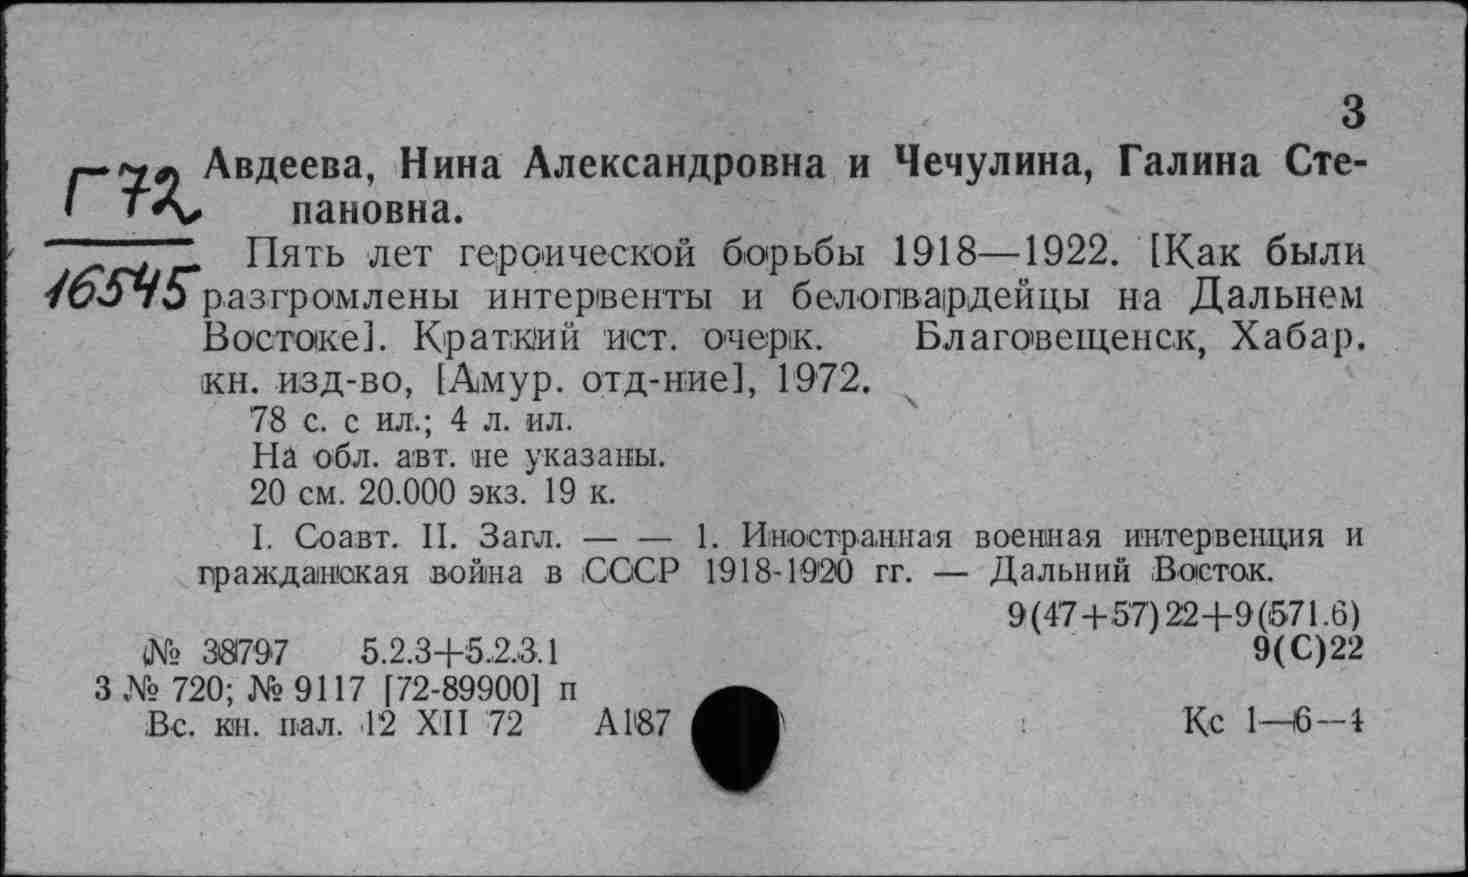 3
Г72
16545
Авдеева, Нина Александровна и Чечулина, Галина Сте-
пановна.
Пять лет героической борьбы 1918—1922. [Как были
разгромлены интервенты и белогвардейцы на Дальнем
Востоке]. Краткий ист. очерк. Благовещенск, Хабар.
кн. изд-во, [Амур. отд-ние], 1972.
78 с. с ил.; 4 л. ил.
На обл. авт. не указаны.
20 см. 20.000 экз. 19 к.
I. Соавт. II. Загл. — — 1. Иностранная военная интервенция и
гражданская война в СССР 1918-1920 гг. — Дальний Восток.
9(47+57)22+9(571.6)
№ 38797 5.2.3+5.2.3.1 9(С)22
3 № 720; № 9117 [72-89900] п
Вс. кн. пал. 12 XII 72 А187 Кс 1—6—4